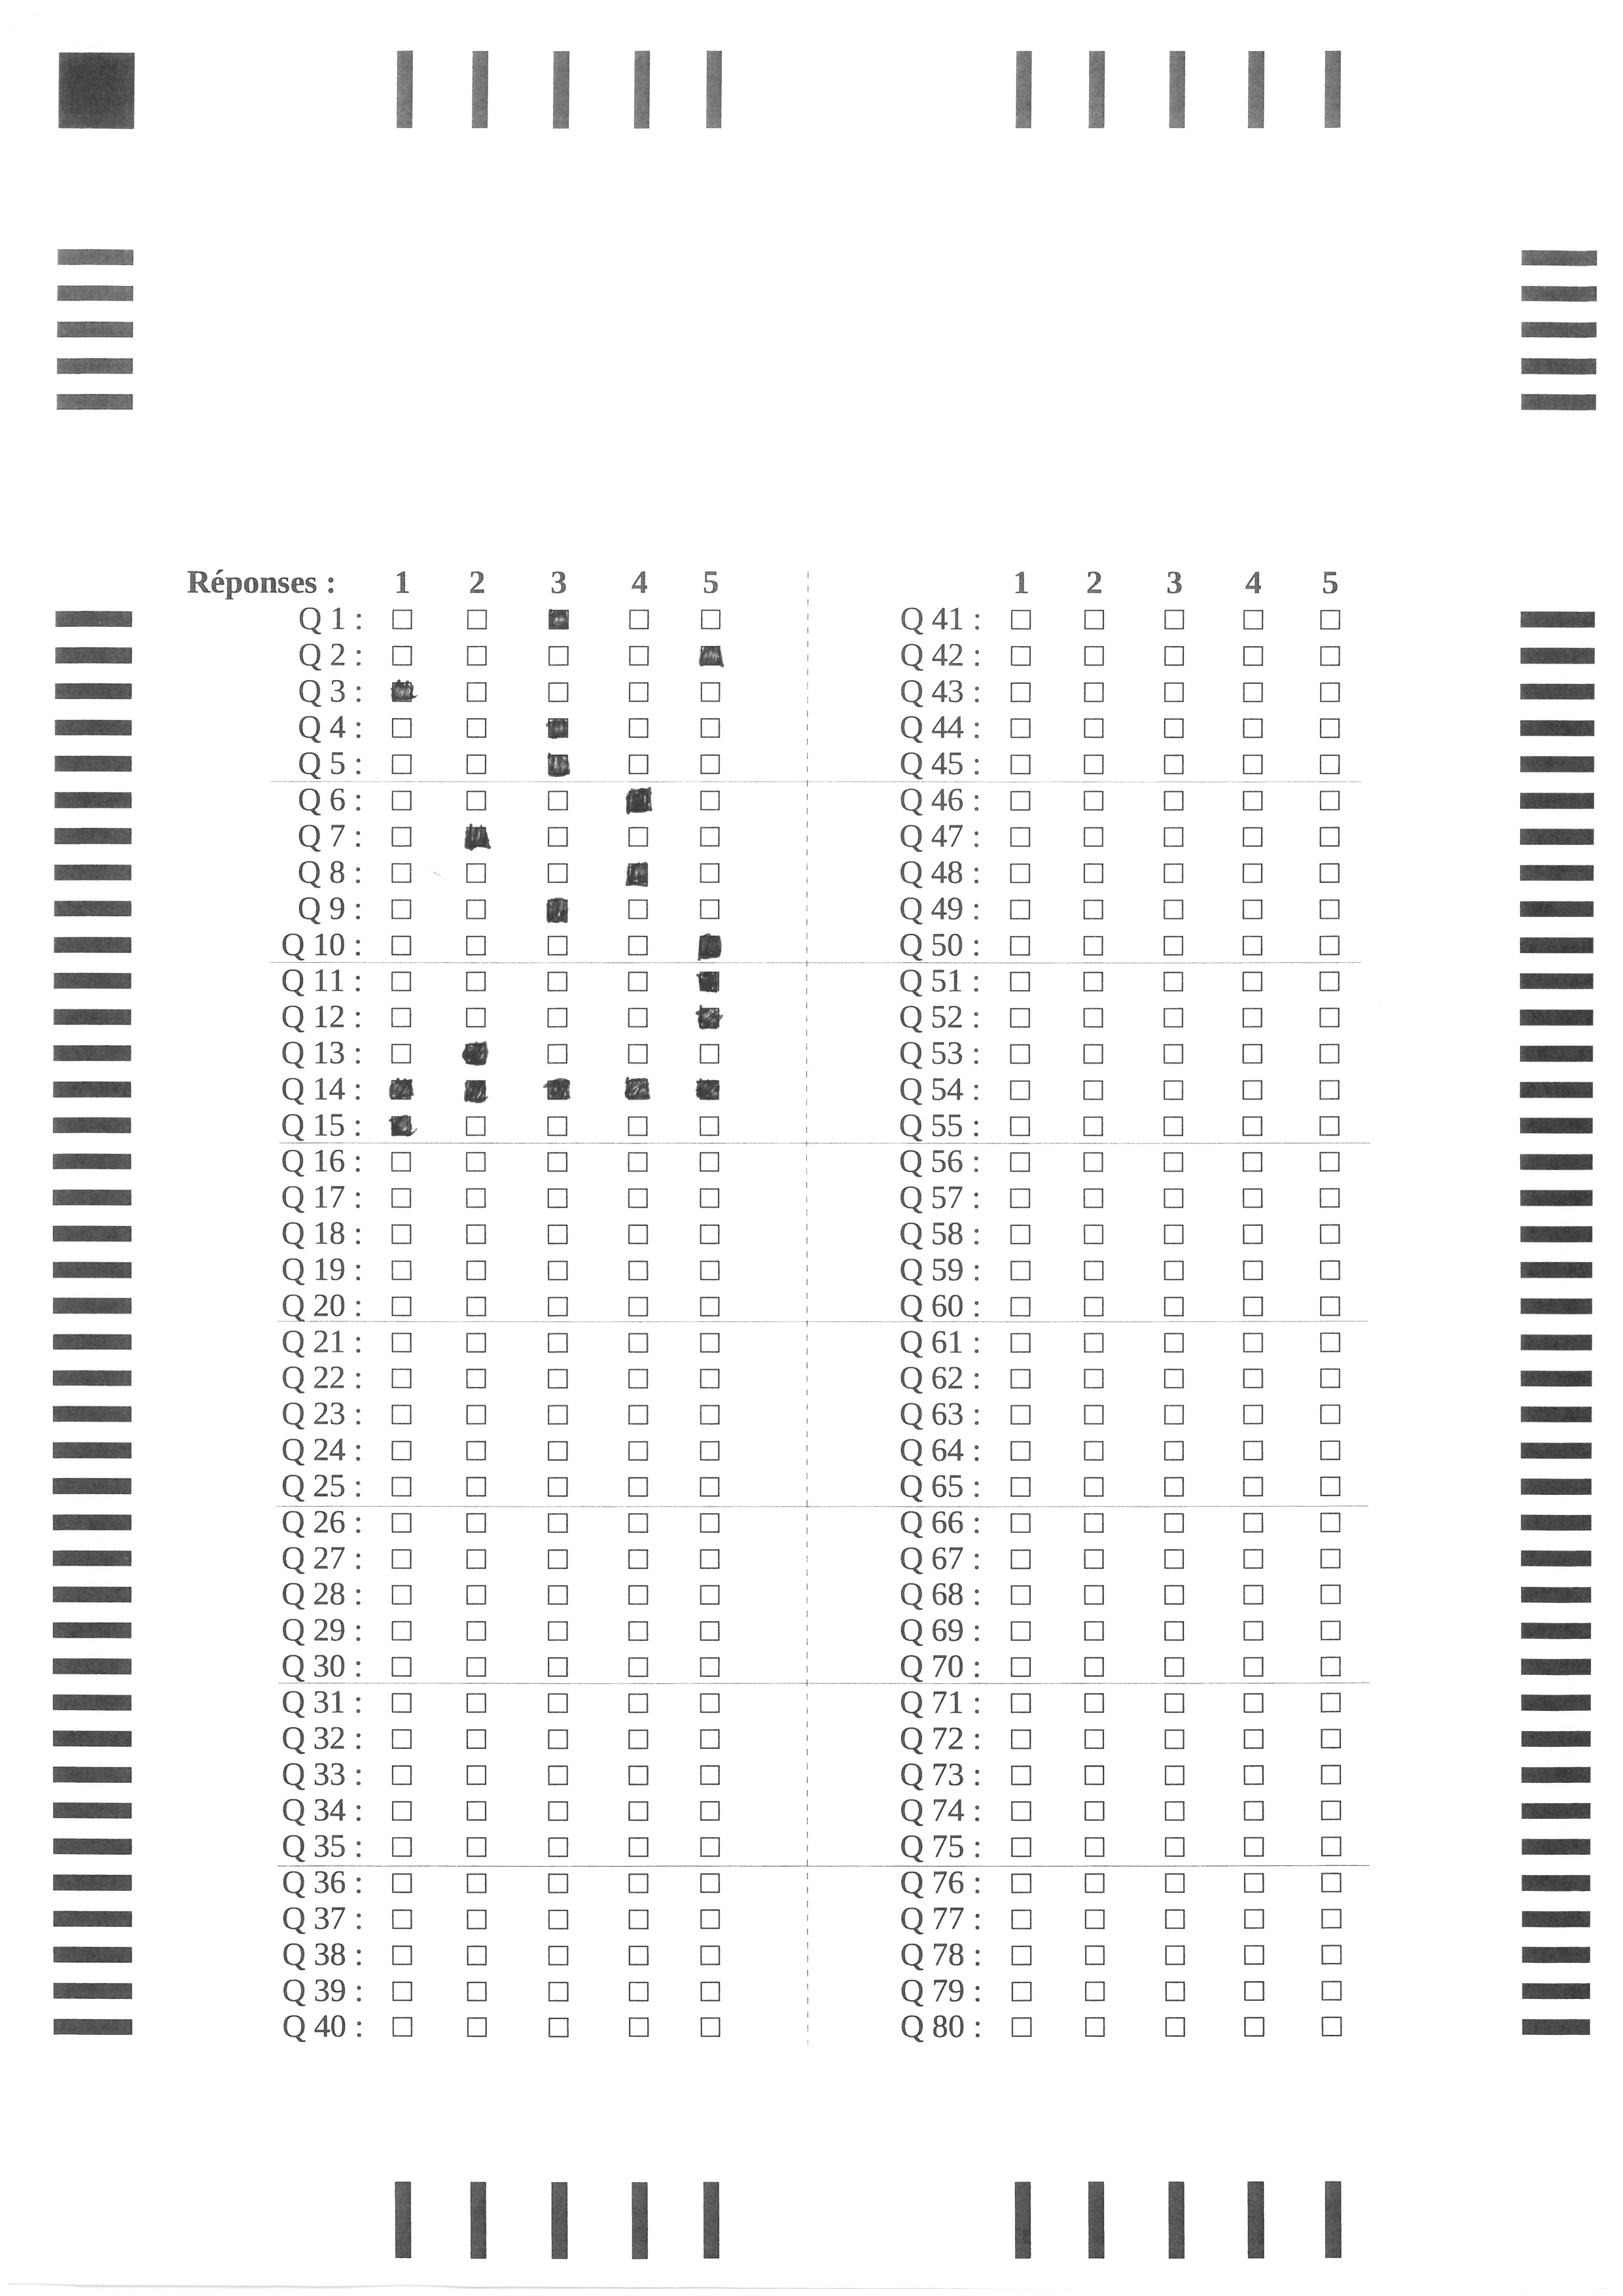 Réponses : 1 2 3 4 5 1 2 3 4 5
Q 1 : Q 41 :
Q 2 : Q 42 :
Q 3 : Q 43 :
Q 4 : Q 44 :
Q 5 : Q 45 :
Q 6 : Q 46 :
Q 7 : Q 47 :
Q 8 : Q 48 :
Q 9 : Q 49 :
Q 10 : Q 50 :
Q 11 : Q 51 :
Q 12 : Q 52 :
Q 13 : Q 53 :
Q 14 : Q 54 :
Q 15 : Q 55 :
Q 16 : Q 56 :
Q 17 : Q 57 :
Q 18 : Q 58 :
Q 19 : Q 59 :
Q 20 : Q 60 :
Q 21 : Q 61 :
Q 22 : Q 62 :
Q 23 : Q 63 :
Q 24 : Q 64 :
Q 25 : Q 65 :
Q 26 : Q 66 :
Q 27 : Q 67 :
Q 28 : Q 68 :
Q 29 : Q 69 :
Q 30 : Q 70 :
Q 31 : Q 71 :
Q 32 : Q 72 :
Q 33 : Q 73 :
Q 34 : Q 74 :
Q 35 : Q 75 :
Q 36 : Q 76 :
Q 37 : Q 77 :
Q 38 : Q 78 :
Q 39 : Q 79 :
Q 40 : Q 80 :